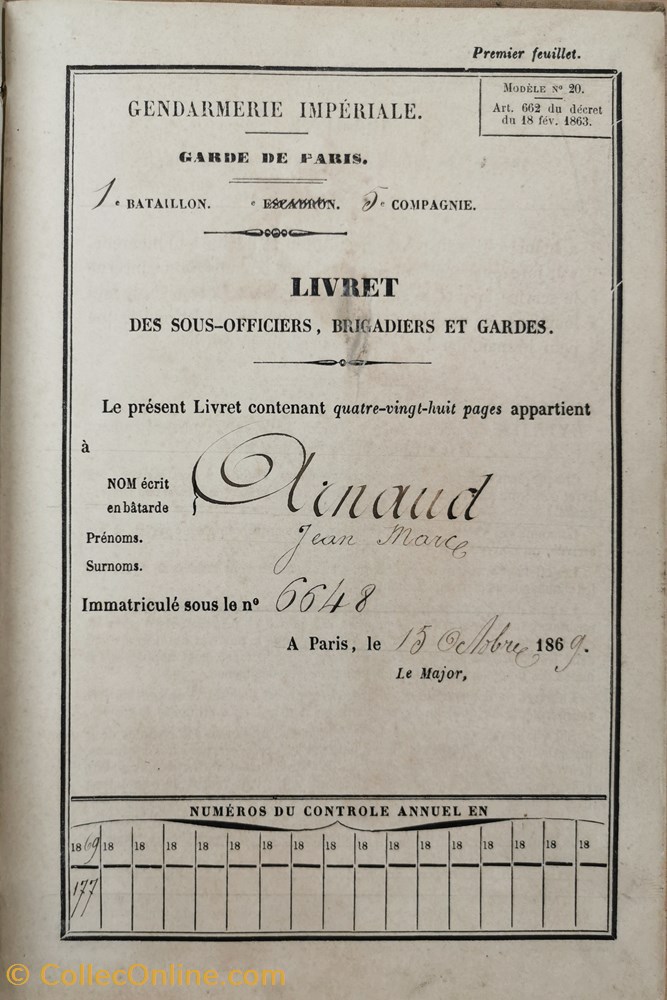 Premier feuillet.
MODÈLE Nº 20.
Art. 662 du décret
du 18 fév. 1863.
GENDARMERIE IMPÉRIALE.
GARDE DE PARIS.
1e BATAILLON. e ESCADRON. 5e COMPAGNIE.
LIVRET
DES SOUS-OFFICIERS, BRIGADIERS ET GARDES.
Le présent Livret contenant quatre-vingt-huit pages appartient
à
NOM écrit
en bâtarde
Arnaud
Prénoms. Jean Marc
Surnoms.
Immatriculé sous le nº 6648
A Paris, le 15 Octobre 1869.
Le Major,
NUMÉROS DU CONTROLE ANNUEL EN
1869 18 18 18 18 18 18 18 18 18 18 18 18 18 18 18 18
177
© CollecOnline.com